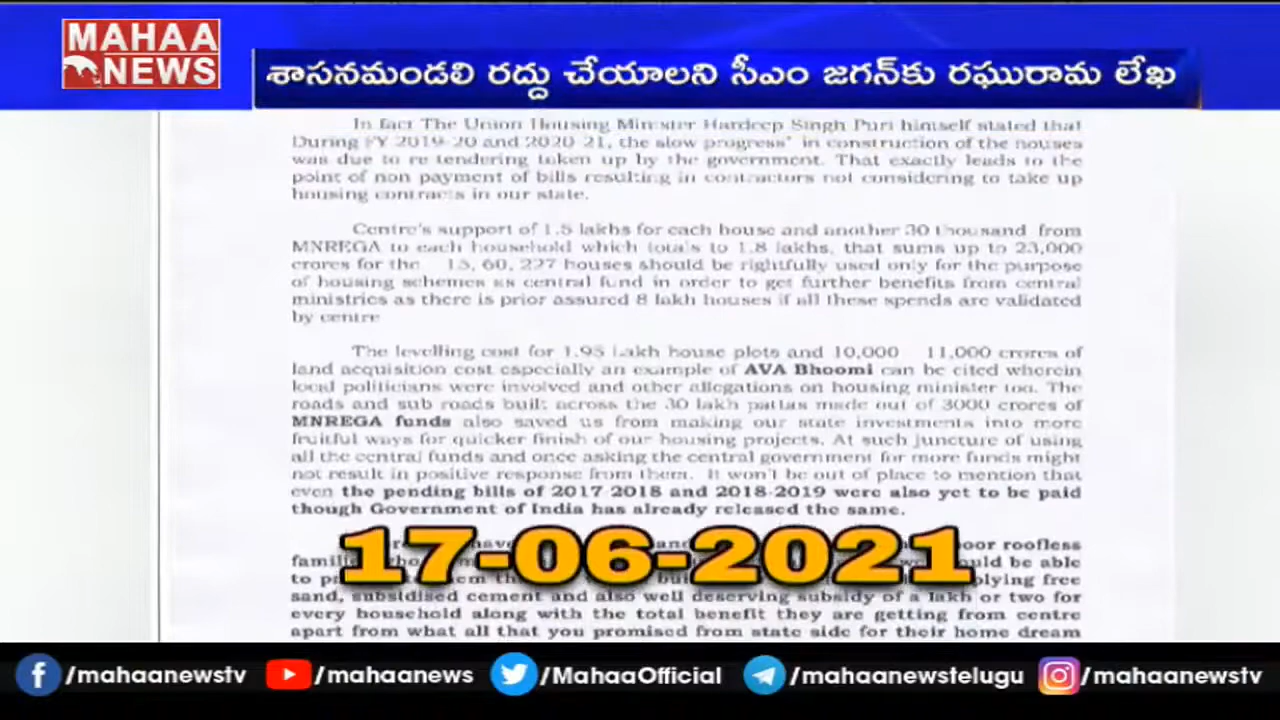 MAHAA
NEWS
శాసనమండలి రద్దు చేయాలని సీఎం జగన్‌కు రఘురామ లేఖ
In fact The Union Housing Minister Hardeep Singh Puri himself stated that
During FY 2019-20 and 2020-21, the slow progress" in construction of the houses
was due to re tendering taken up by the government. That exactly leads to the
point of non payment of bills resulting in contractors not considering to take up
housing contracts in our state.
Centre's support of 1.5 lakhs for each house and another 30 thousand from
MNREGA to each household which totals to 1.8 lakhs, that sums up to 23,000
crores for the 15, 60, 227 houses should be rightfully used only for the purpose
of housing schemes as central fund in order to get further benefits from central
ministries as there is prior assured 8 lakh houses if all these spends are validated
by centre
The levelling cost for 1.95 Lakh house plots and 10,000 11,000 crores of
land acquisition cost especially an example of AVA Bhoomi can be cited wherein
local politicians were involved and other allegations on housing minister too. The
roads and sub roads built across the 30 lakh pattas made out of 3000 crores of
MNREGA funds also saved us from making our state investments into more
fruitful ways for quicker finish of our housing projects. At such juncture of using
all the central funds and once asking the central government for more funds might
not result in positive response from them. It won't be out of place to mention that
even the pending bills of 2017-2018 and 2018-2019 were also yet to be paid
though Government of India has already released the same.
roofless
be able
17-06-2021
free
sand, subsidised cement and also well deserving subsidy of a lakh or two for
every household along with the total benefit they are getting from centre
apart from what all that you promised from state side for their home dream
/mahaanewstv /mahaanews /MahaaOfficial /mahaanewstelugu /mahaanewstv